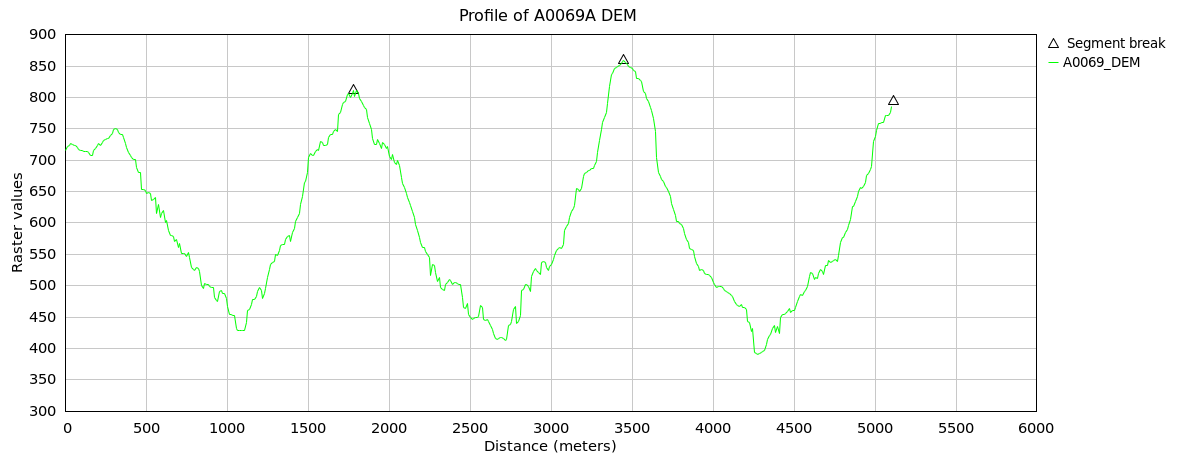 Profile of A0069A DEM
900
850
800
750
700
650
600
550
500
450
400
350
300
Raster values
0 500 1000 1500 2000 2500 3000 3500 4000 4500 5000 5500 6000
Distance (meters)
Segment break
A0069_DEM